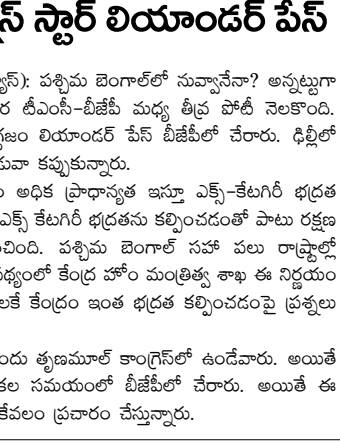 స్ స్టార్ లియాండర్ పేస్
పశ్చిమ బెంగాల్‌లో నువ్వానేనా? అన్నట్టుగా
టీఎంసీ–బీజేపీ మధ్య తీవ్ర పోటీ నెలకొంది.
లియాండర్ పేస్ బీజేపీలో చేరారు. ఢిల్లీలో
కప్పుకున్నారు.
అధిక ప్రాధాన్యత ఇస్తూ ఎక్స్–కేటగిరీ భద్రత
ఎక్స్ కేటగిరీ భద్రతను కల్పించడంతో పాటు రక్షణ
చింది. పశ్చిమ బెంగాల్ సహా పలు రాష్ట్రాల్లో
పథ్యంలో కేంద్ర హోం మంత్రిత్వ శాఖ ఈ నిర్ణయం
లకే కేంద్రం ఇంత భద్రత కల్పించడంపై ప్రశ్నలు
ందు తృణమూల్ కాంగ్రెస్‌లో ఉండేవారు. అయితే
కల సమయంలో బీజేపీలో చేరారు. అయితే ఈ
కేవలం ప్రచారం చేస్తున్నారు.